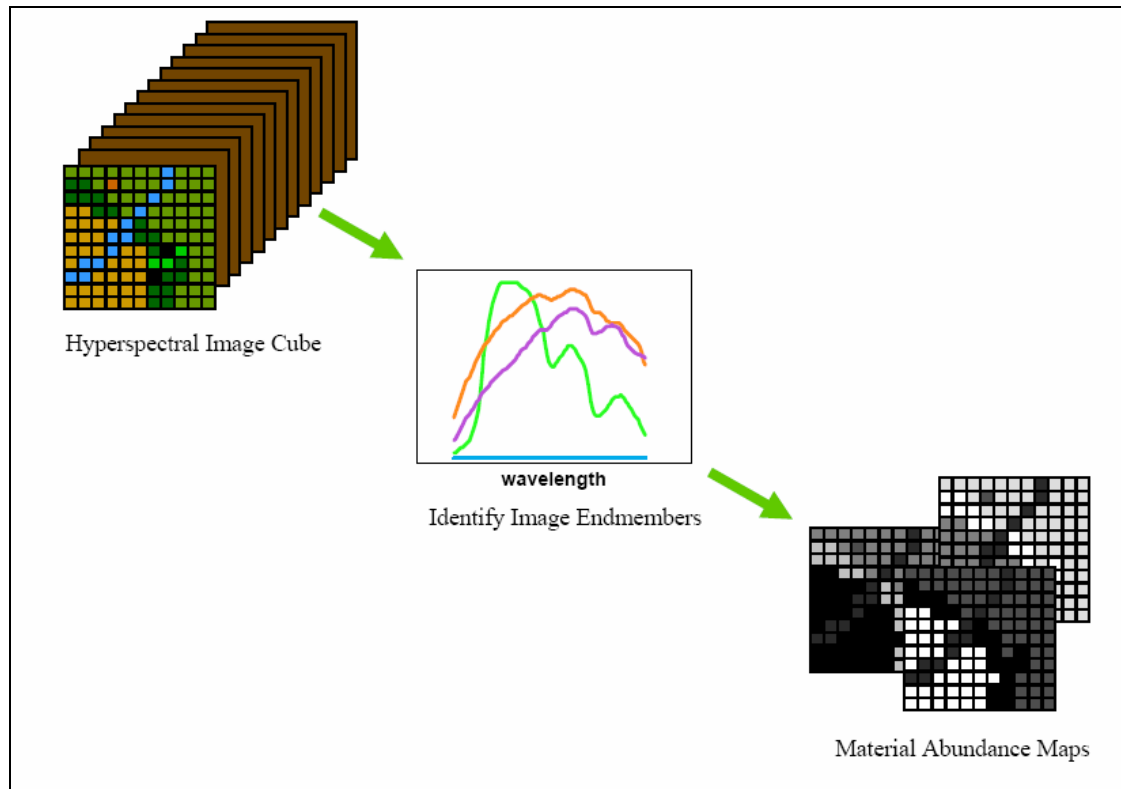 Hyperspectral Image Cube
wavelength
Identify Image Endmembers
Material Abundance Maps